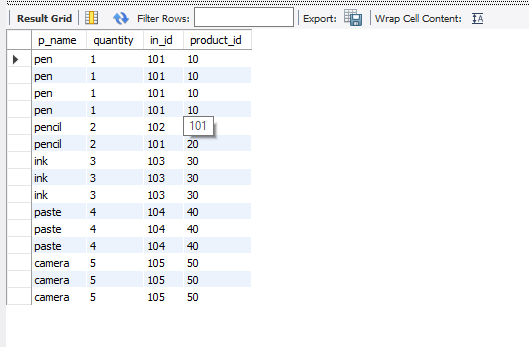 Result Grid Filter Rows: Export: Wrap Cell Content: IA
p_name quantity in_id product_id
pen 1 101 10
pen 1 101 10
pen 1 101 10
pen 1 101 10
pencil 2 102 101
pencil 2 101 20
ink 3 103 30
ink 3 103 30
ink 3 103 30
paste 4 104 40
paste 4 104 40
paste 4 104 40
camera 5 105 50
camera 5 105 50
camera 5 105 50